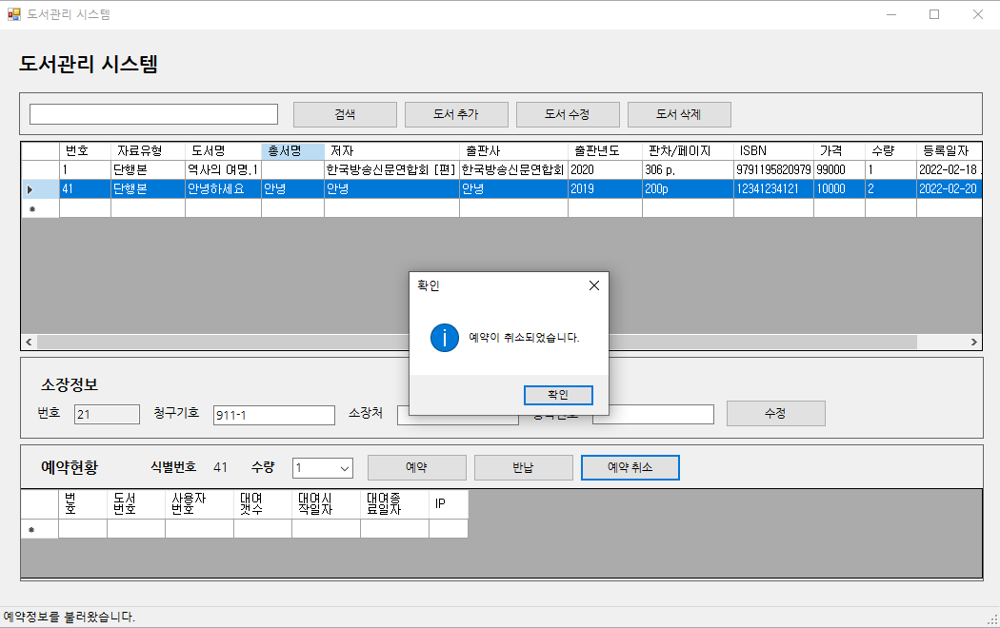 도서관리 시스템
도서관리 시스템
검색 도서 추가 도서 수정 도서 삭제
번호 자료유형 도서명 총서명 저자 출판사 출판년도 판차/페이지 ISBN 가격 수량 등록일자
1 단행본 역사의 여명.1 한국방송신문연합회 [편] 한국방송신문연합회 2020 306 p. 9791195820979 99000 1 2022-02-18
41 단행본 안녕하세요 안녕 안녕 안녕 2019 200p 12341234121 10000 2 2022-02-20
확인
예약이 취소되었습니다.
확인
소장정보
번호 21 청구기호 911-1 소장처 수정
예약현황 식별번호 41 수량 1 예약 반납 예약 취소
번호 도서번호 사용자번호 대여갯수 대여시작일자 대여종료일자 IP
예약정보를 불러왔습니다.